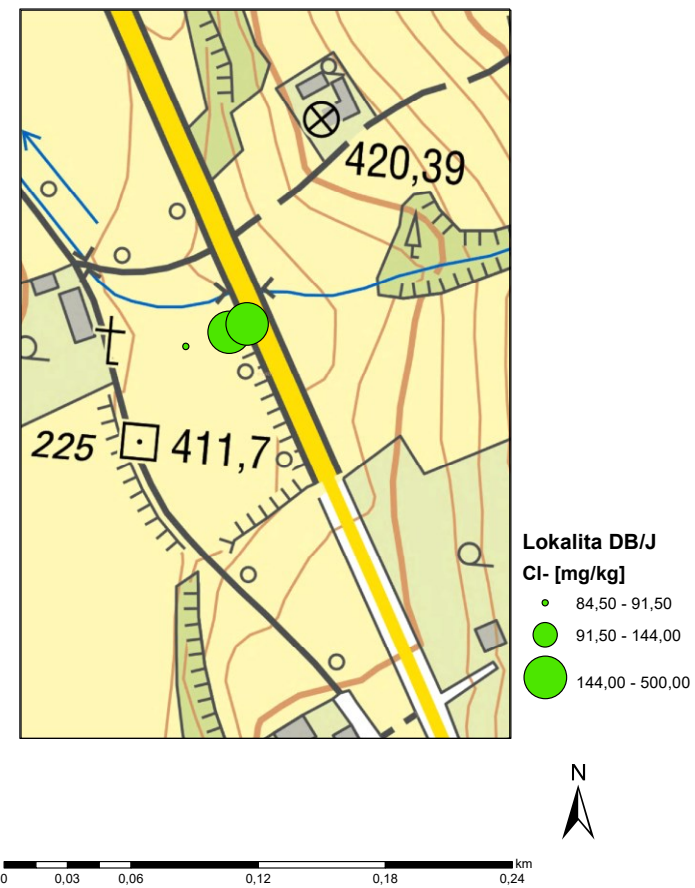 420,39
225
411,7
Lokalita DB/J
Cl- [mg/kg]
84,50 - 91,50
91,50 - 144,00
144,00 - 500,00
N
km
0 0,03 0,06 0,12 0,18 0,24